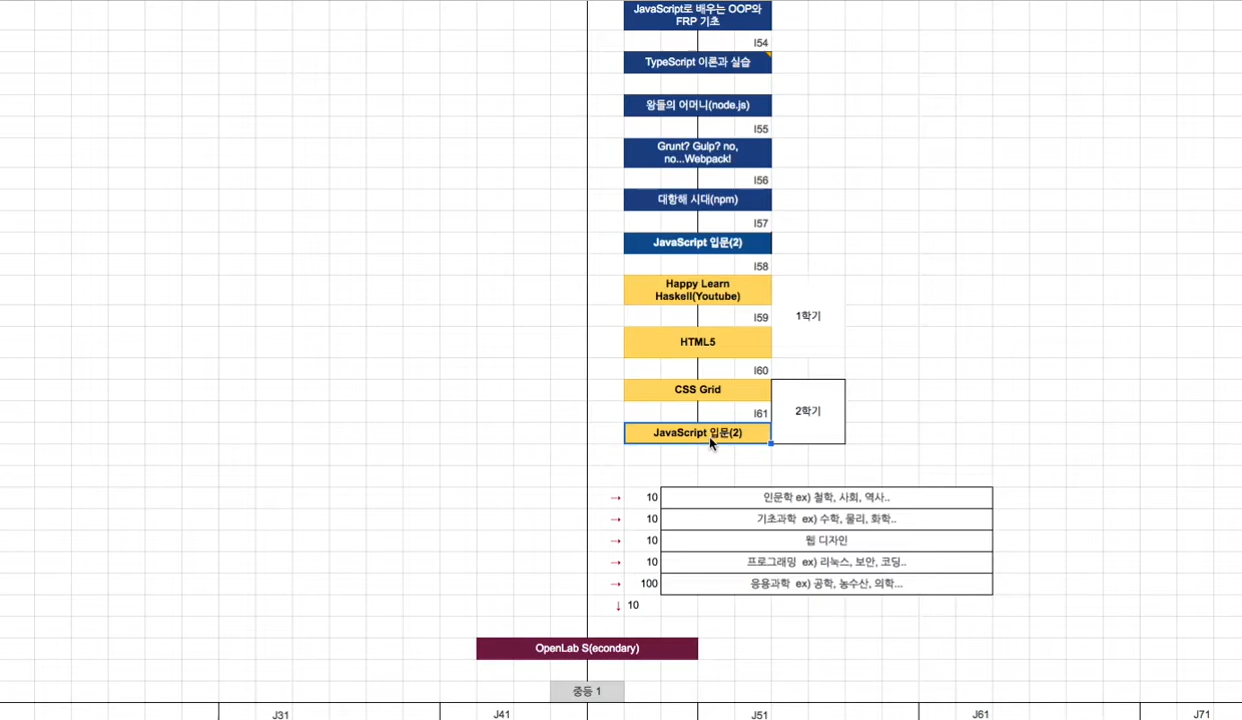 JavaScript로 배우는 OOP와
FRP 기초
I54
TypeScript 이론과 실습
왕들의 어머니(node.js)
I55
Grunt? Gulp? no,
no...Webpack!
I56
대항해 시대(npm)
I57
JavaScript 입문(2)
I58
Happy Learn
Haskell(Youtube)
I59
1학기
HTML5
I60
CSS Grid
I61
2학기
JavaScript 입문(2)
→ 10 인문학 ex) 철학, 사회, 역사..
→ 10 기초과학 ex) 수학, 물리, 화학..
→ 10 웹 디자인
→ 10 프로그래밍 ex) 리눅스, 보안, 코딩..
→ 100 응용과학 ex) 공학, 농수산, 의학...
↓ 10
OpenLab S(econdary)
중등 1
J31 J41 J51 J61 J71